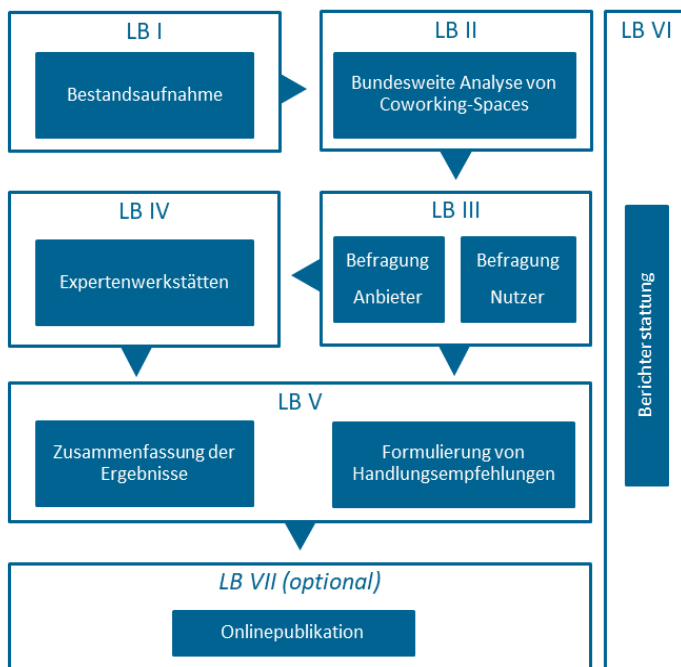 LB I
Bestandsaufnahme
LB II
Bundesweite Analyse von
Coworking-Spaces
LB IV
Expertenwerkstätten
LB III
Befragung
Anbieter
Befragung
Nutzer
LB V
Zusammenfassung der
Ergebnisse
Formulierung von
Handlungsempfehlungen
LB VII (optional)
Onlinepublikation
LB VI
Berichterstattung